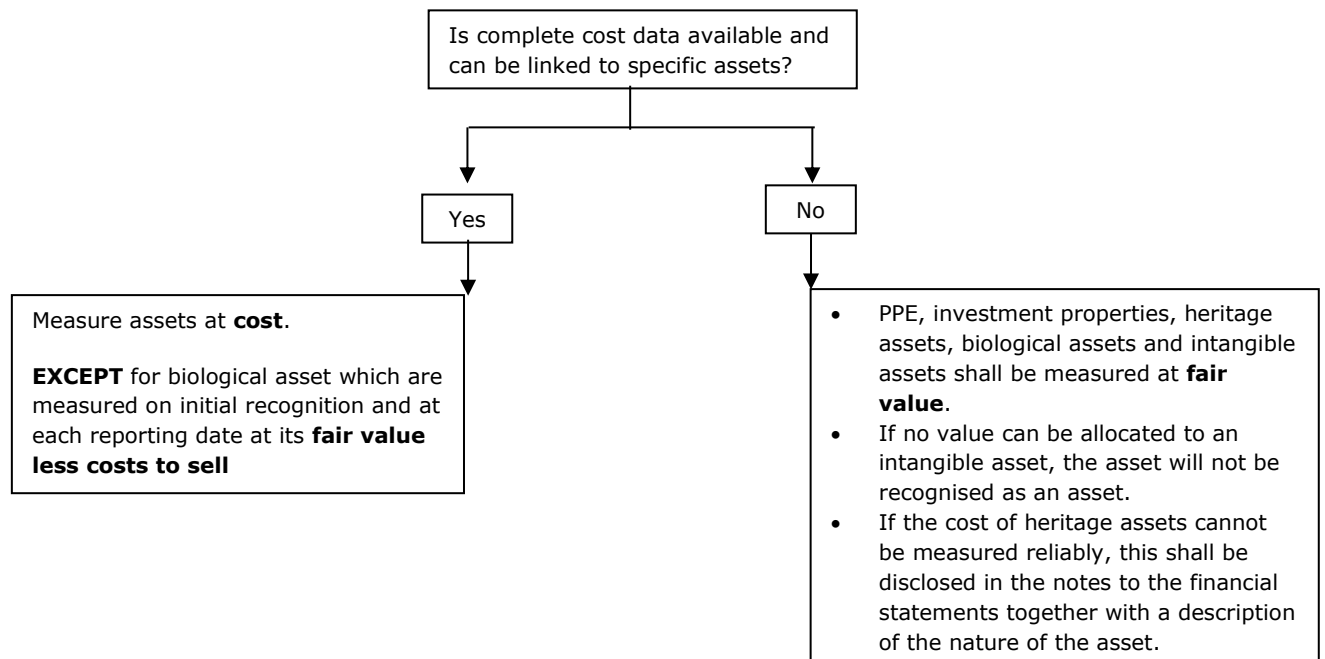 Is complete cost data available and
can be linked to specific assets?
Yes
No
Measure assets at cost.
EXCEPT for biological asset which are
measured on initial recognition and at
each reporting date at its fair value
less costs to sell
• PPE, investment properties, heritage
assets, biological assets and intangible
assets shall be measured at fair
value.
• If no value can be allocated to an
intangible asset, the asset will not be
recognised as an asset.
• If the cost of heritage assets cannot
be measured reliably, this shall be
disclosed in the notes to the financial
statements together with a description
of the nature of the asset.